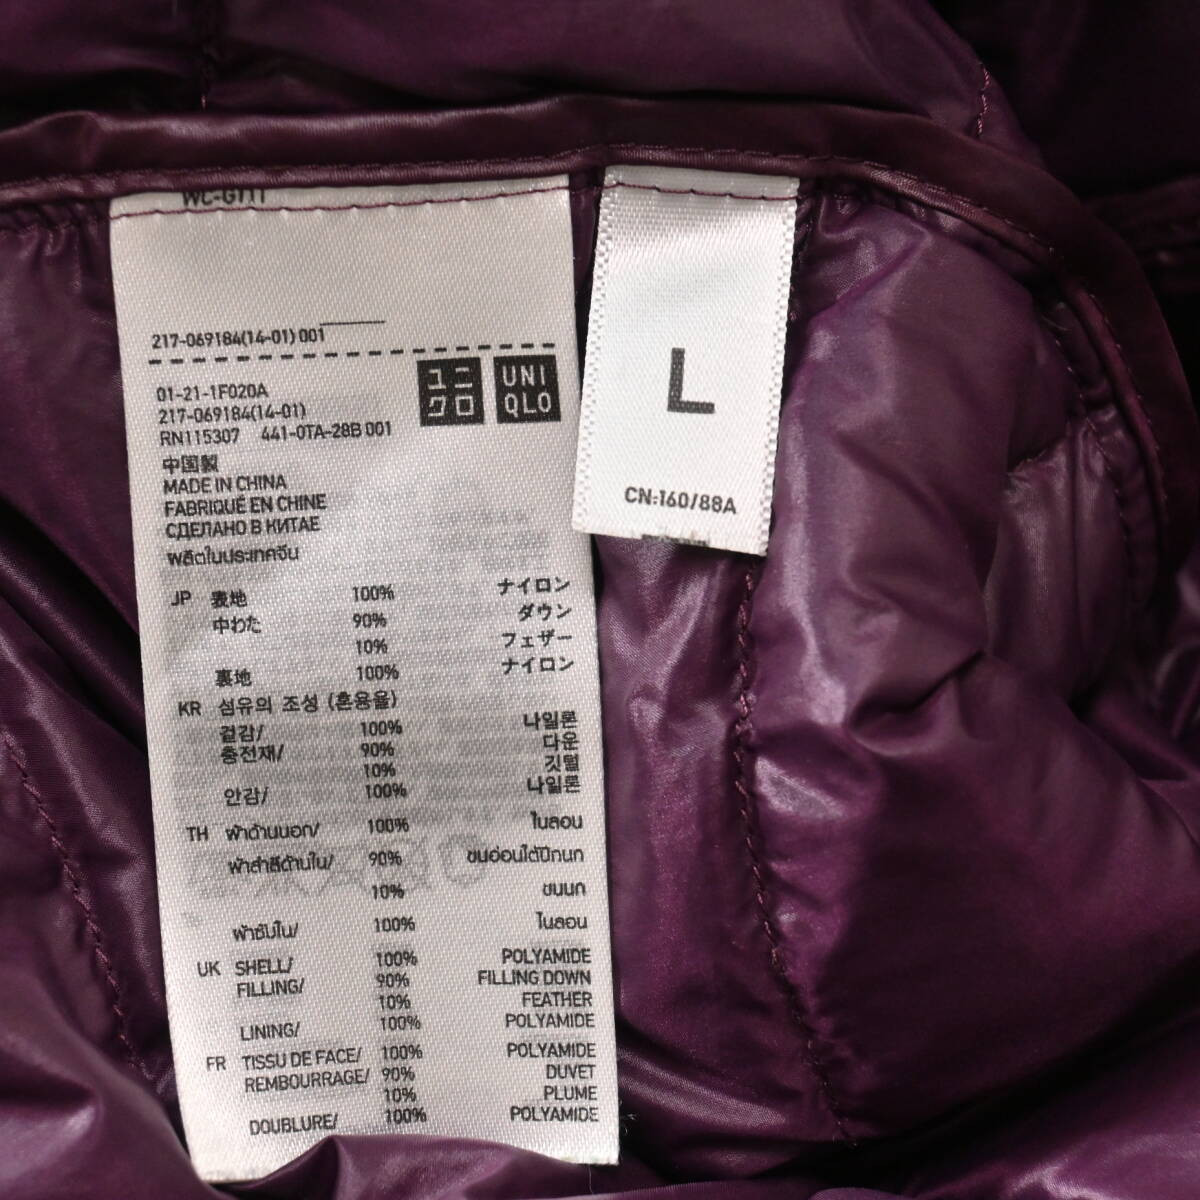 WC-G111
217-069184(14-01) 001
01-21-1F020A
217-069184(14-01)
RN115307 441-0TA-28B 001
ユニ
クロ
UNI
QLO
中国製
MADE IN CHINA
FABRIQUÉ EN CHINE
СДЕЛАНО В КИТАЕ
ผลิตในประเทศจีน
JP 表地 100% ナイロン
中わた 90% ダウン
10% フェザー
裏地 100% ナイロン
KR 섬유의 조성 (혼용율)
겉감/ 100% 나일론
충전재/ 90% 다운
10% 깃털
안감/ 100% 나일론
TH ผ้าด้านนอก/ 100% ไนลอน
ผ้าสำลีด้านใน/ 90% ขนอ่อนใต้ปีกนก
10% ขนนก
ผ้าซับใน/ 100% ไนลอน
UK SHELL/ 100% POLYAMIDE
FILLING/ 90% FILLING DOWN
10% FEATHER
LINING/ 100% POLYAMIDE
FR TISSU DE FACE/ 100% POLYAMIDE
REMBOURRAGE/ 90% DUVET
10% PLUME
DOUBLURE/ 100% POLYAMIDE
L
CN:160/88A